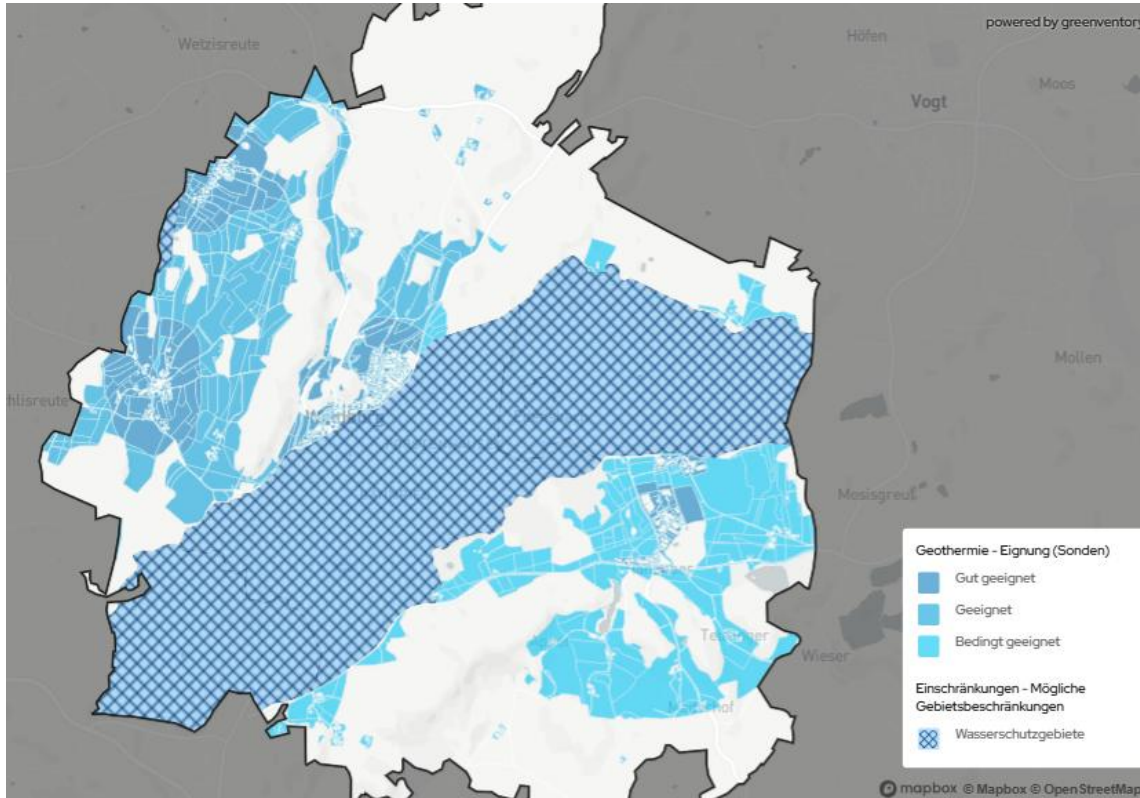 Wetzisreute
powered by greenventory
Höfen
Moos
Vogt
Mollen
hlisreute
Mosisgreut
Wieser
Geothermie - Eignung (Sonden)
Gut geeignet
Geeignet
Bedingt geeignet
Einschränkungen - Mögliche
Gebietsbeschränkungen
Wasserschutzgebiete
mapbox © Mapbox © OpenStreetMap